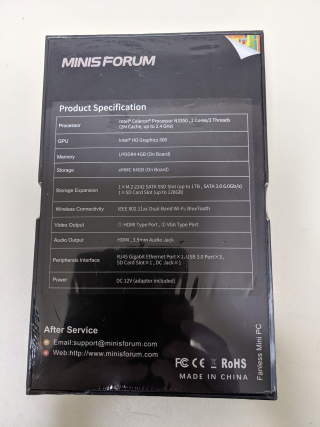 MINISFORUM
Product Specification
Processor
Intel® Celeron® Processor N3350 , 2 Cores/2 Threads
(2M Cache, up to 2.4 GHz)
GPU
Intel® HD Graphics 500
Memory
LPDDR4 4GB (On Board)
Storage
eMMC 64GB (On Board)
Storage Expansion
1×M.2 2242 SATA SSD Slot (up to 1TB , SATA 3.0 6.0Gb/s)
1×SD Card Slot (up to 128GB)
Wireless Connectivity
IEEE 802.11ac Dual-Band Wi-Fi, BlueTooth
Video Output
① HDMI Type Port , ② VGA Type Port
Audio Output
HDMI , 3.5mm Audio Jack
Peripherals Interface
RJ45 Gigabit Ethernet Port×1, USB 3.0 Port×3,
SD Card Slot×1 , DC Jack×1
Power
DC 12V (adapter included)
After Service
Email:support@minisforum.com
Web:http://www.minisforum.com
FC CE RoHS
MADE IN CHINA
Fanless Mini PC